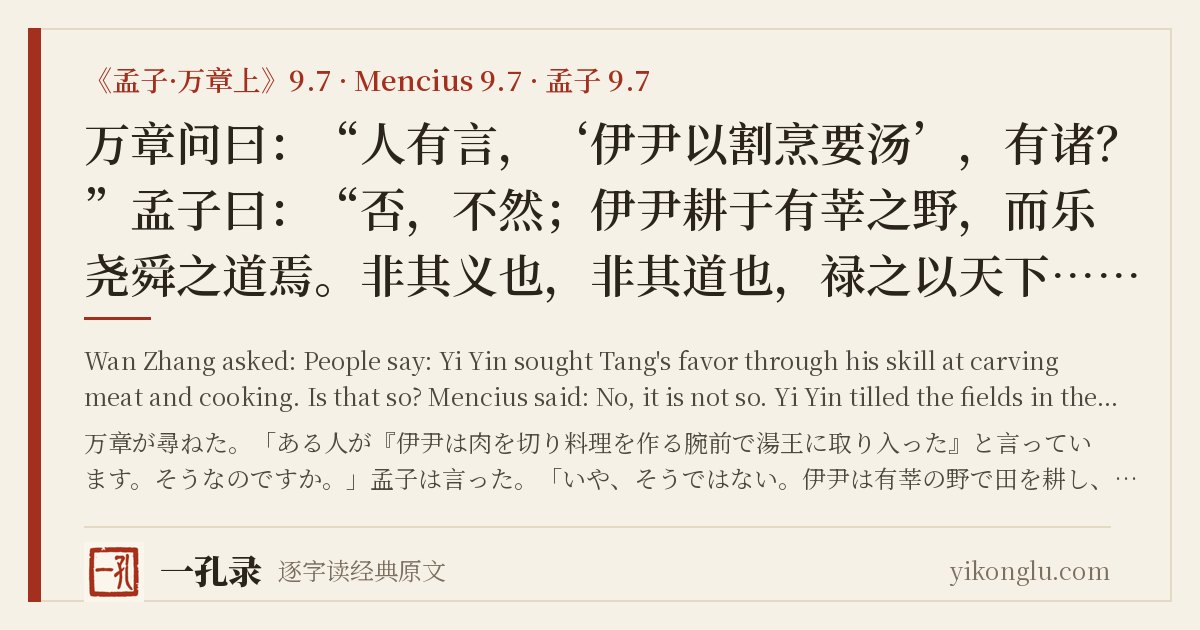 《孟子·万章上》9.7 · Mencius 9.7 · 孟子 9.7
万章问曰：“人有言，‘伊尹以割烹要汤’，有诸？
”孟子曰：“否，不然；伊尹耕于有莘之野，而乐
尧舜之道焉。非其义也，非其道也，禄之以天下……
Wan Zhang asked: People say: Yi Yin sought Tang's favor through his skill at carving
meat and cooking. Is that so? Mencius said: No, it is not so. Yi Yin tilled the fields in the...
万章が尋ねた。「ある人が『伊尹は肉を切り料理を作る腕前で湯王に取り入った』と言ってい
ます。そうなのですか。」孟子は言った。「いや、そうではない。伊尹は有莘の野で田を耕し、…
一孔
一孔录 逐字读经典原文 yikonglu.com